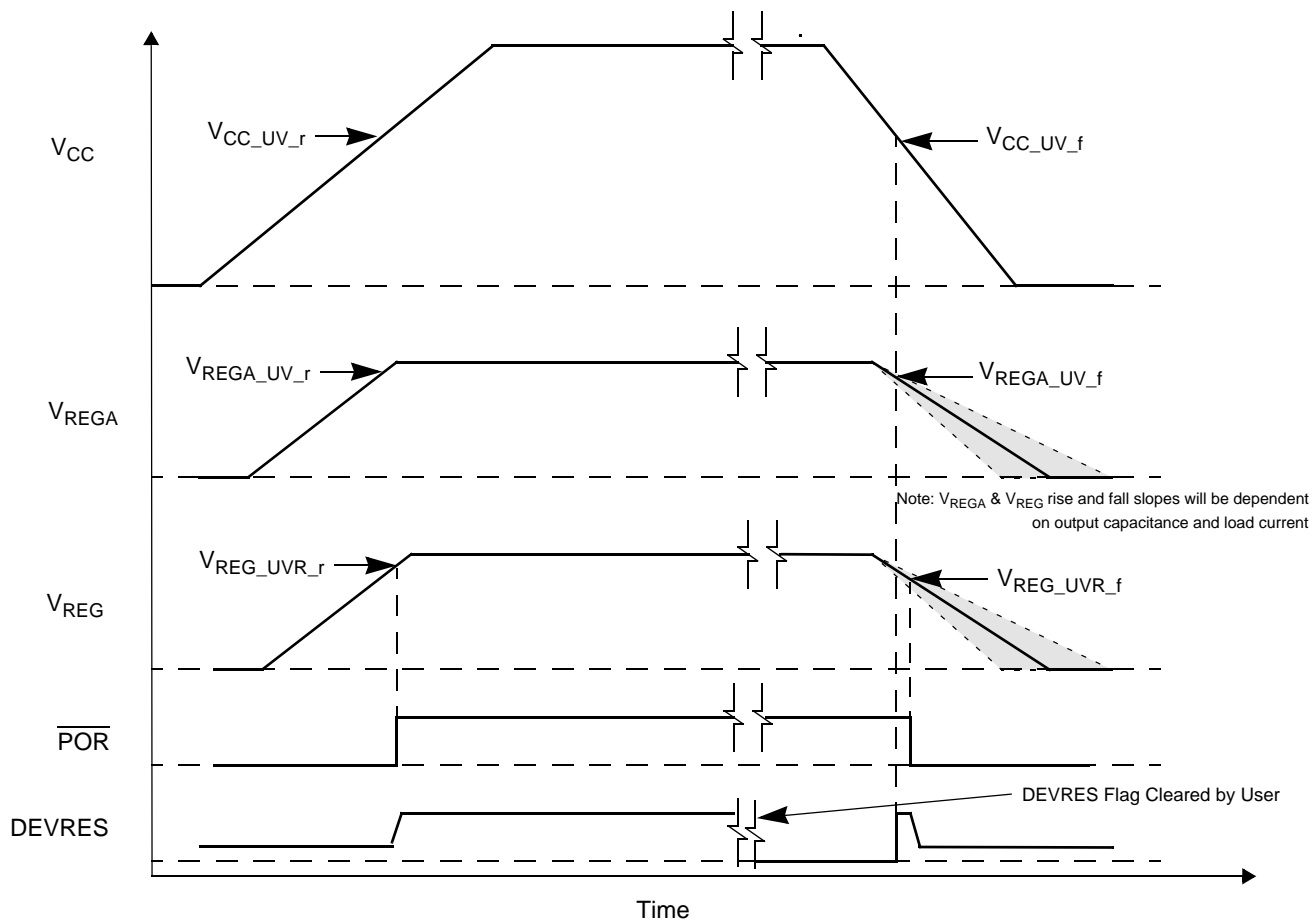 V_CC
V_CC_UV_r
V_CC_UV_f
V_REGA
V_REGA_UV_r
V_REGA_UV_f
Note: V_REGA & V_REG rise and fall slopes will be dependent
on output capacitance and load current
V_REG
V_REG_UVR_r
V_REG_UVR_f
P̅O̅R̅
DEVRES
DEVRES Flag Cleared by User
Time